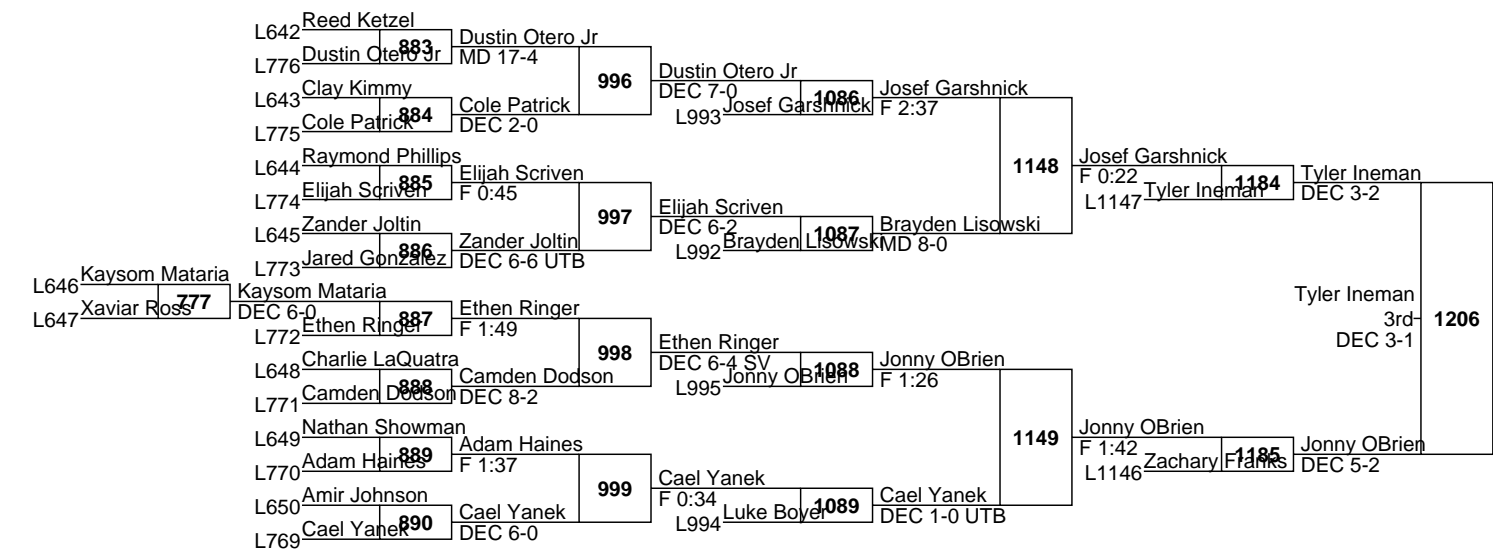 L642 Reed Ketzel
883
L776 Dustin Otero Jr
Dustin Otero Jr
MD 17-4
L643 Clay Kimmy
884
L775 Cole Patrick
Cole Patrick
DEC 2-0
996
Dustin Otero Jr
DEC 7-0
L993 Josef Garshnick
1086
Josef Garshnick
F 2:37
L644 Raymond Phillips
885
L774 Elijah Scriven
Elijah Scriven
F 0:45
L645 Zander Joltin
886
L773 Jared Gonzalez
Zander Joltin
DEC 6-6 UTB
997
Elijah Scriven
DEC 6-2
L992 Brayden Lisowski
1087
Brayden Lisowski
MD 8-0
1148
Josef Garshnick
F 0:22
L1147 Tyler Ineman
1184
Tyler Ineman
DEC 3-2
L646 Kaysom Mataria
777
L647 Xaviar Ross
Kaysom Mataria
DEC 6-0
887
L772 Ethen Ringer
Ethen Ringer
F 1:49
L648 Charlie LaQuatra
888
L771 Camden Dodson
Camden Dodson
DEC 8-2
998
Ethen Ringer
DEC 6-4 SV
L995 Jonny OBrien
1088
Jonny OBrien
F 1:26
L649 Nathan Showman
889
L770 Adam Haines
Adam Haines
F 1:37
L650 Amir Johnson
890
L769 Cael Yanek
Cael Yanek
DEC 6-0
999
Cael Yanek
F 0:34
L994 Luke Boyer
1089
Cael Yanek
DEC 1-0 UTB
1149
Jonny OBrien
F 1:42
L1146 Zachary Franks
1185
Jonny OBrien
DEC 5-2
Tyler Ineman
3rd
DEC 3-1
1206